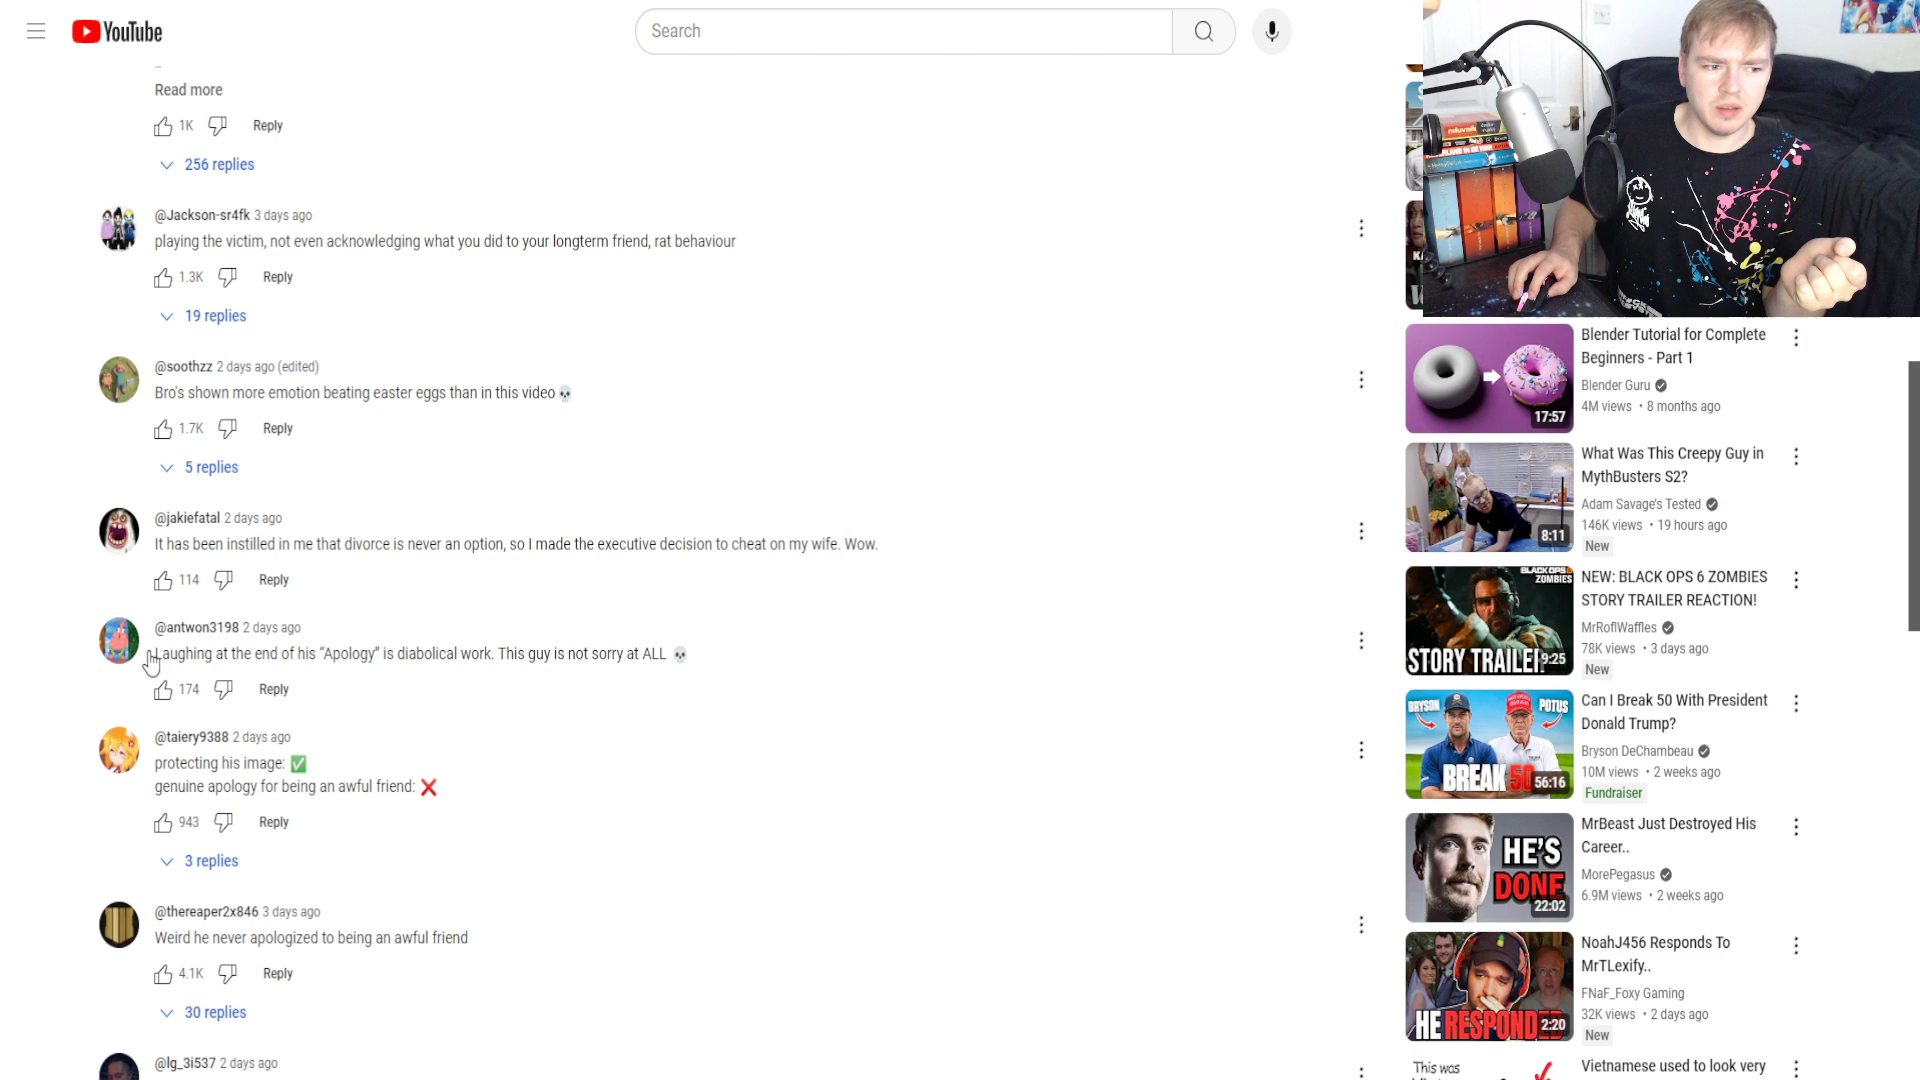 YouTube
Search
Read more
1K Reply
256 replies
@Jackson-sr4fk 3 days ago
playing the victim, not even acknowledging what you did to your longterm friend, rat behaviour
1.3K Reply
19 replies
@soothzz 2 days ago (edited)
Bro's shown more emotion beating easter eggs than in this video 💀
1.7K Reply
5 replies
@jakiefatal 2 days ago
It has been instilled in me that divorce is never an option, so I made the executive decision to cheat on my wife. Wow.
114 Reply
@antwon3198 2 days ago
Laughing at the end of his “Apology” is diabolical work. This guy is not sorry at ALL 💀
174 Reply
@taiery9388 2 days ago
protecting his image: ✅
genuine apology for being an awful friend: ❌
943 Reply
3 replies
@thereaper2x846 3 days ago
Weird he never apologized to being an awful friend
4.1K Reply
30 replies
@lg_3i537 2 days ago
Blender Tutorial for Complete
Beginners - Part 1
Blender Guru
4M views • 8 months ago
17:57
What Was This Creepy Guy in
MythBusters S2?
Adam Savage's Tested
146K views • 19 hours ago
8:11
New
BLACK OPS 6
ZOMBIES
STORY TRAILER
9:25
NEW: BLACK OPS 6 ZOMBIES
STORY TRAILER REACTION!
MrRoflWaffles
78K views • 3 days ago
New
BRYSON
POTUS
BREAK 50
56:16
Can I Break 50 With President
Donald Trump?
Bryson DeChambeau
10M views • 2 weeks ago
Fundraiser
HE'S
DONE
22:02
MrBeast Just Destroyed His
Career..
MorePegasus
6.9M views • 2 weeks ago
HE RESPONDED
2:20
NoahJ456 Responds To
MrTLexify..
FNaF_Foxy Gaming
32K views • 2 days ago
New
This was
Vietnamese used to look very